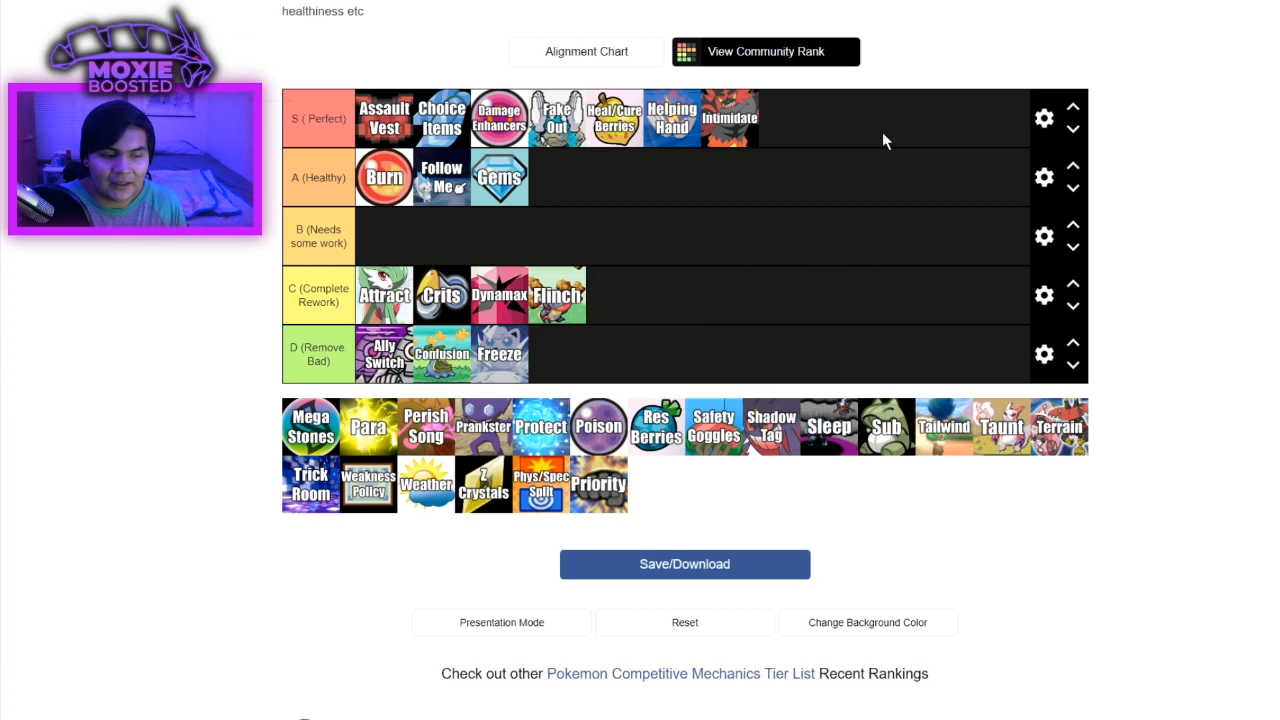 healthiness etc
MOXIE
BOOSTED
Alignment Chart
View Community Rank
S ( Perfect)
Assault
Vest
Choice
Items
Damage
Enhancers
Fake
Out
Heal/Cure
Berries
Helping
Hand
Intimidate
A (Healthy)
Burn
Follow
Me
Gems
B (Needs
some work)
C (Complete
Rework)
Attract
Crits
Dynamax
Flinch
D (Remove.
Bad)
Ally
Switch
Confusion
Freeze
Mega
Stones
Para
Perish
Song
Prankster
Protect
Poison
Res
Berries
Safety
Goggles
Shadow
Tag
Sleep
Sub
Tailwind
Taunt
Terrain
Trick
Room
Weakness
Policy
Weather
Z
Crystals
Phys/Spec
Split
Priority
Save/Download
Presentation Mode
Reset
Change Background Color
Check out other Pokemon Competitive Mechanics Tier List Recent Rankings